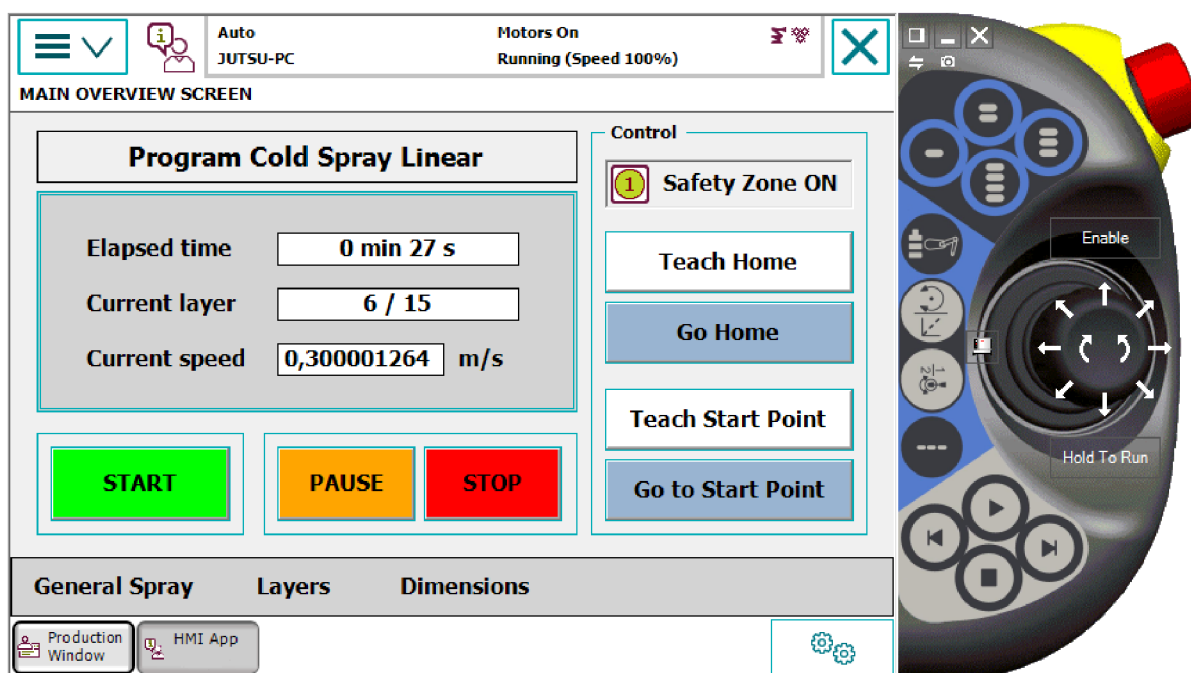 Auto
Motors On
JUTSU-PC
Running (Speed 100%)
MAIN OVERVIEW SCREEN
Program Cold Spray Linear
Elapsed time
0 min 27 s
Current layer
6 / 15
Current speed
0,300001264
m/s
START
PAUSE
STOP
Control
1
Safety Zone ON
Teach Home
Go Home
Teach Start Point
Go to Start Point
General Spray
Layers
Dimensions
Production
Window
HMI App
Enable
1
2
Hold To Run